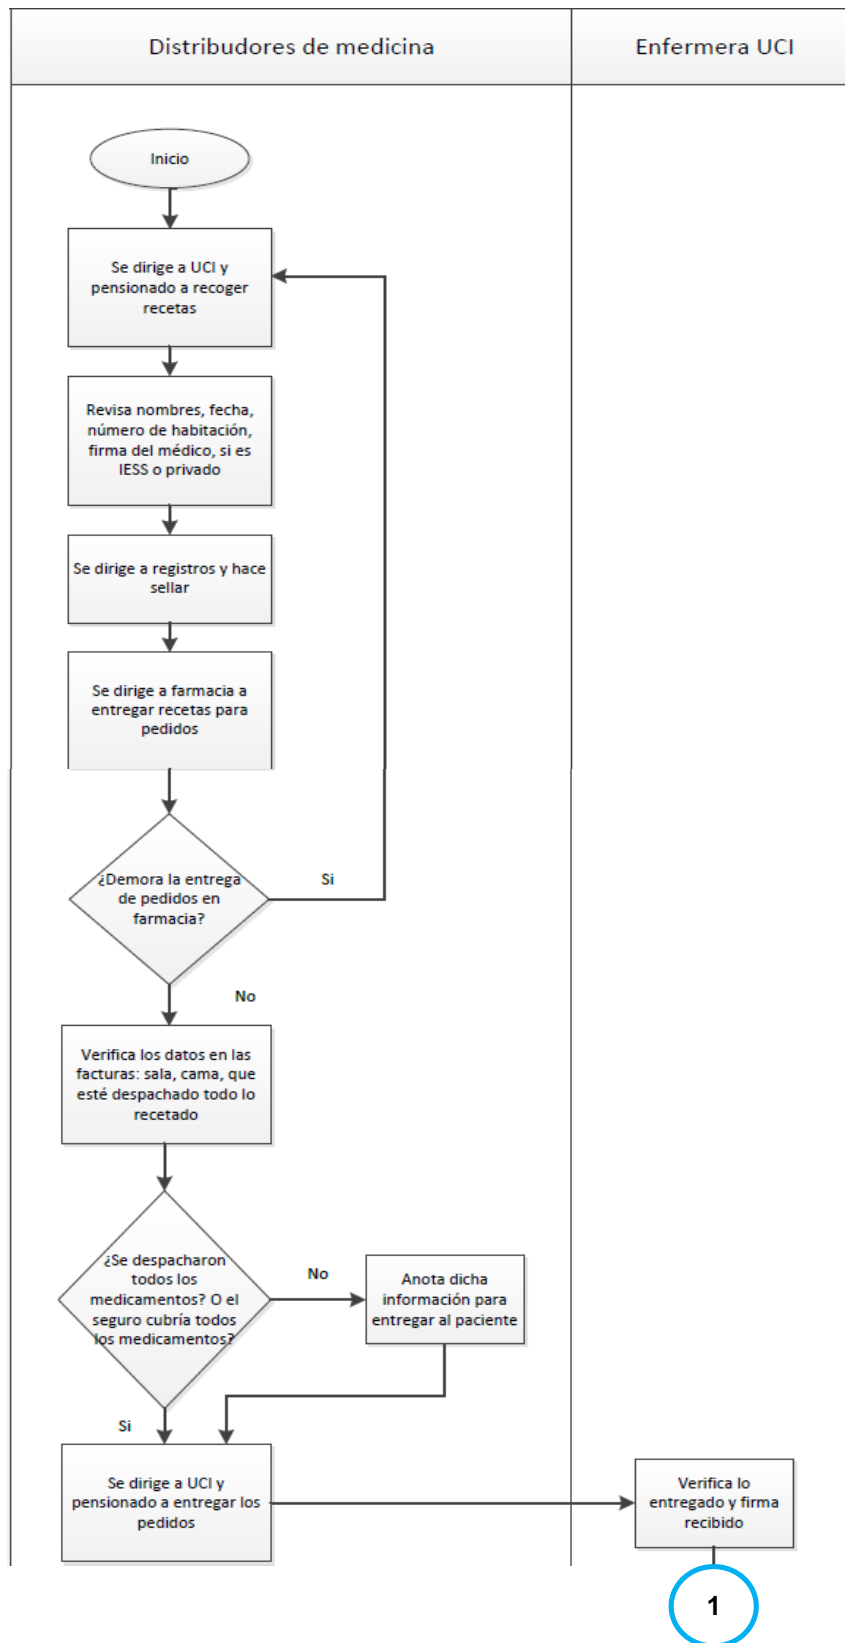 Distribudores de medicina
Enfermera UCI
Inicio
Se dirige a UCI y
pensionado a recoger
recetas
Revisa nombres, fecha,
número de habitación,
firma del médico, si es
IESS o privado
Se dirige a registros y hace
sellar
Se dirige a farmacia a
entregar recetas para
pedidos
¿Demora la entrega
de pedidos en
farmacia?
Si
No
Verifica los datos en las
facturas: sala, cama, que
esté despachado todo lo
recetado
¿Se despacharon
todos los
medicamentos? O el
seguro cubría todos
los medicamentos?
No
Anota dicha
información para
entregar al paciente
Si
Se dirige a UCI y
pensionado a entregar los
pedidos
Verifica lo
entregado y firma
recibido
1